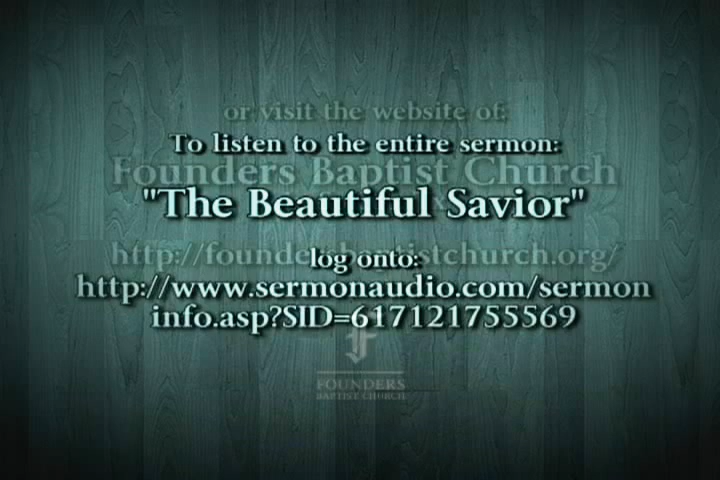 or visit the website of:
To listen to the entire sermon:
Founders Baptist Church
"The Beautiful Savior"
http://foundersbaptistchurch.org/
log onto:
http://www.sermonaudio.com/sermon
info.asp?SID=617121755569
FOUNDERS
BAPTIST CHURCH